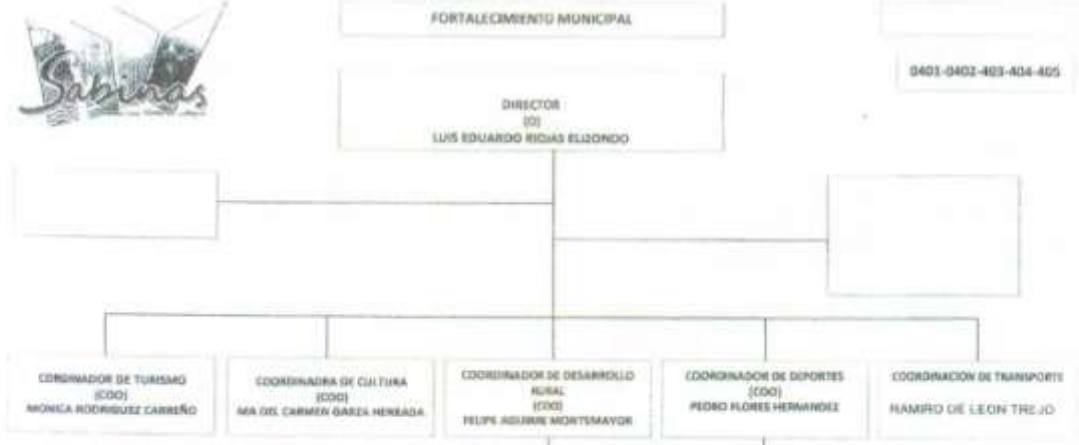 Sabinas
FORTALECIMIENTO MUNICIPAL
0401-0402-403-404-405
DIRECTOR
(D)
LUIS EDUARDO RIOJAS ELIZONDO
CORDINADOR DE TURISMO
(COO)
MONICA RODRIGUEZ CARREÑO
COORDINADRA DE CULTURA
(COO)
MA DEL CARMEN GARZA HERRADA
COORDINADOR DE DESARROLLO
RURAL
(COO)
FELIPE AGUIRRE MONTSMAYOR
COORDINADOR DE DEPORTES
(COO)
PEDRO FLORES HERNANDEZ
COORDINACION DE TRANSPORTE
RAMIRO DE LEON TREJO